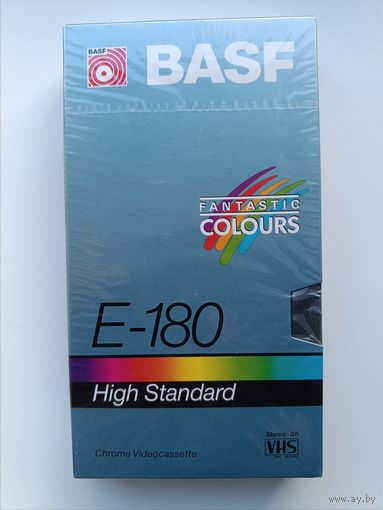 BASF
BASF
FANTASTIC
COLOURS
E-180
High Standard
Stereo : 3 h
VHS
Chrome Videocassette
www.ay.by